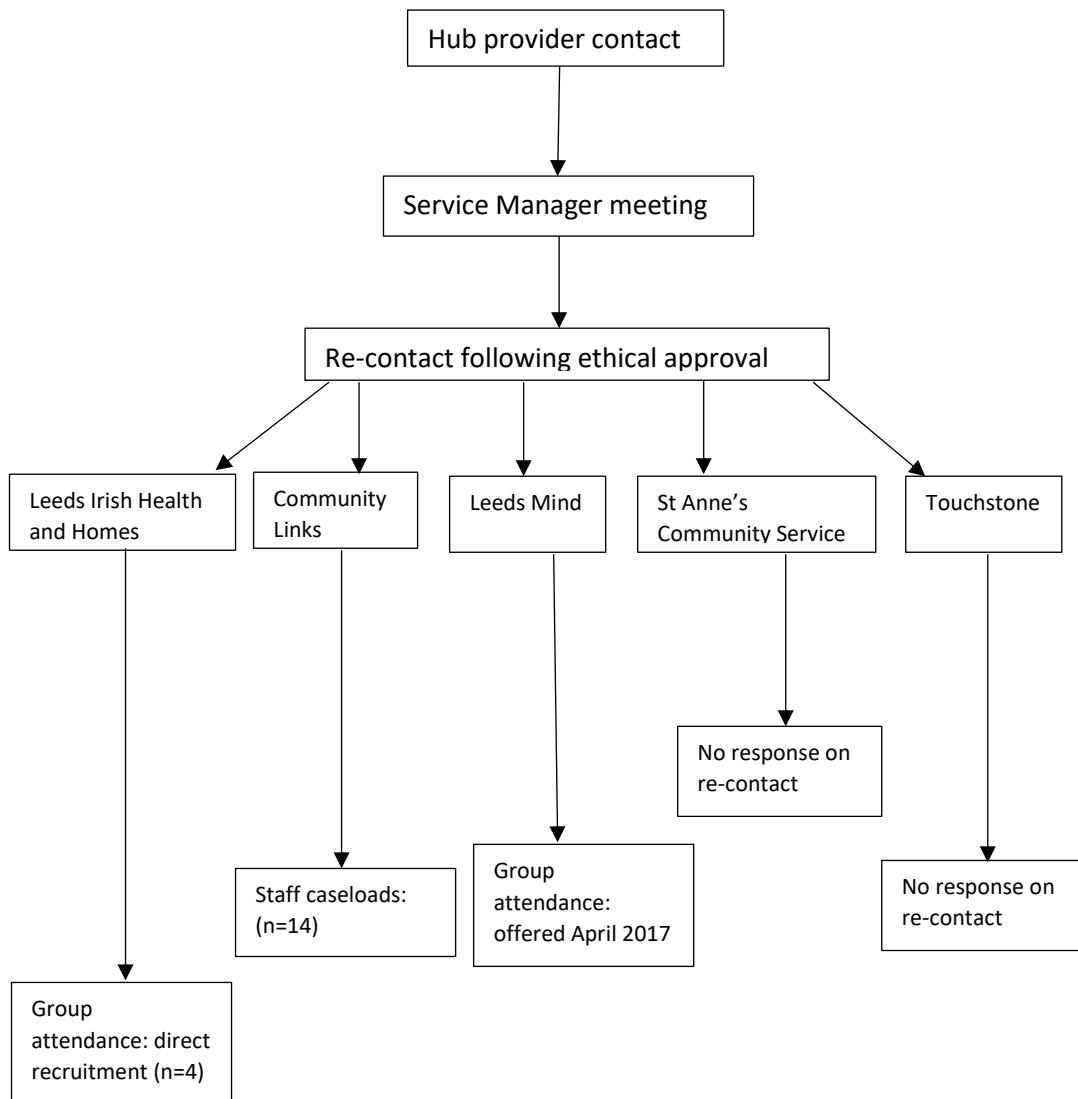 Hub provider contact
Service Manager meeting
Re-contact following ethical approval
Leeds Irish Health
and Homes
Community
Links
Leeds Mind
St Anne’s
Community Service
Touchstone
No response on
re-contact
Group
attendance:
offered April 2017
Staff caseloads:
(n=14)
No response on
re-contact
Group
attendance: direct
recruitment (n=4)